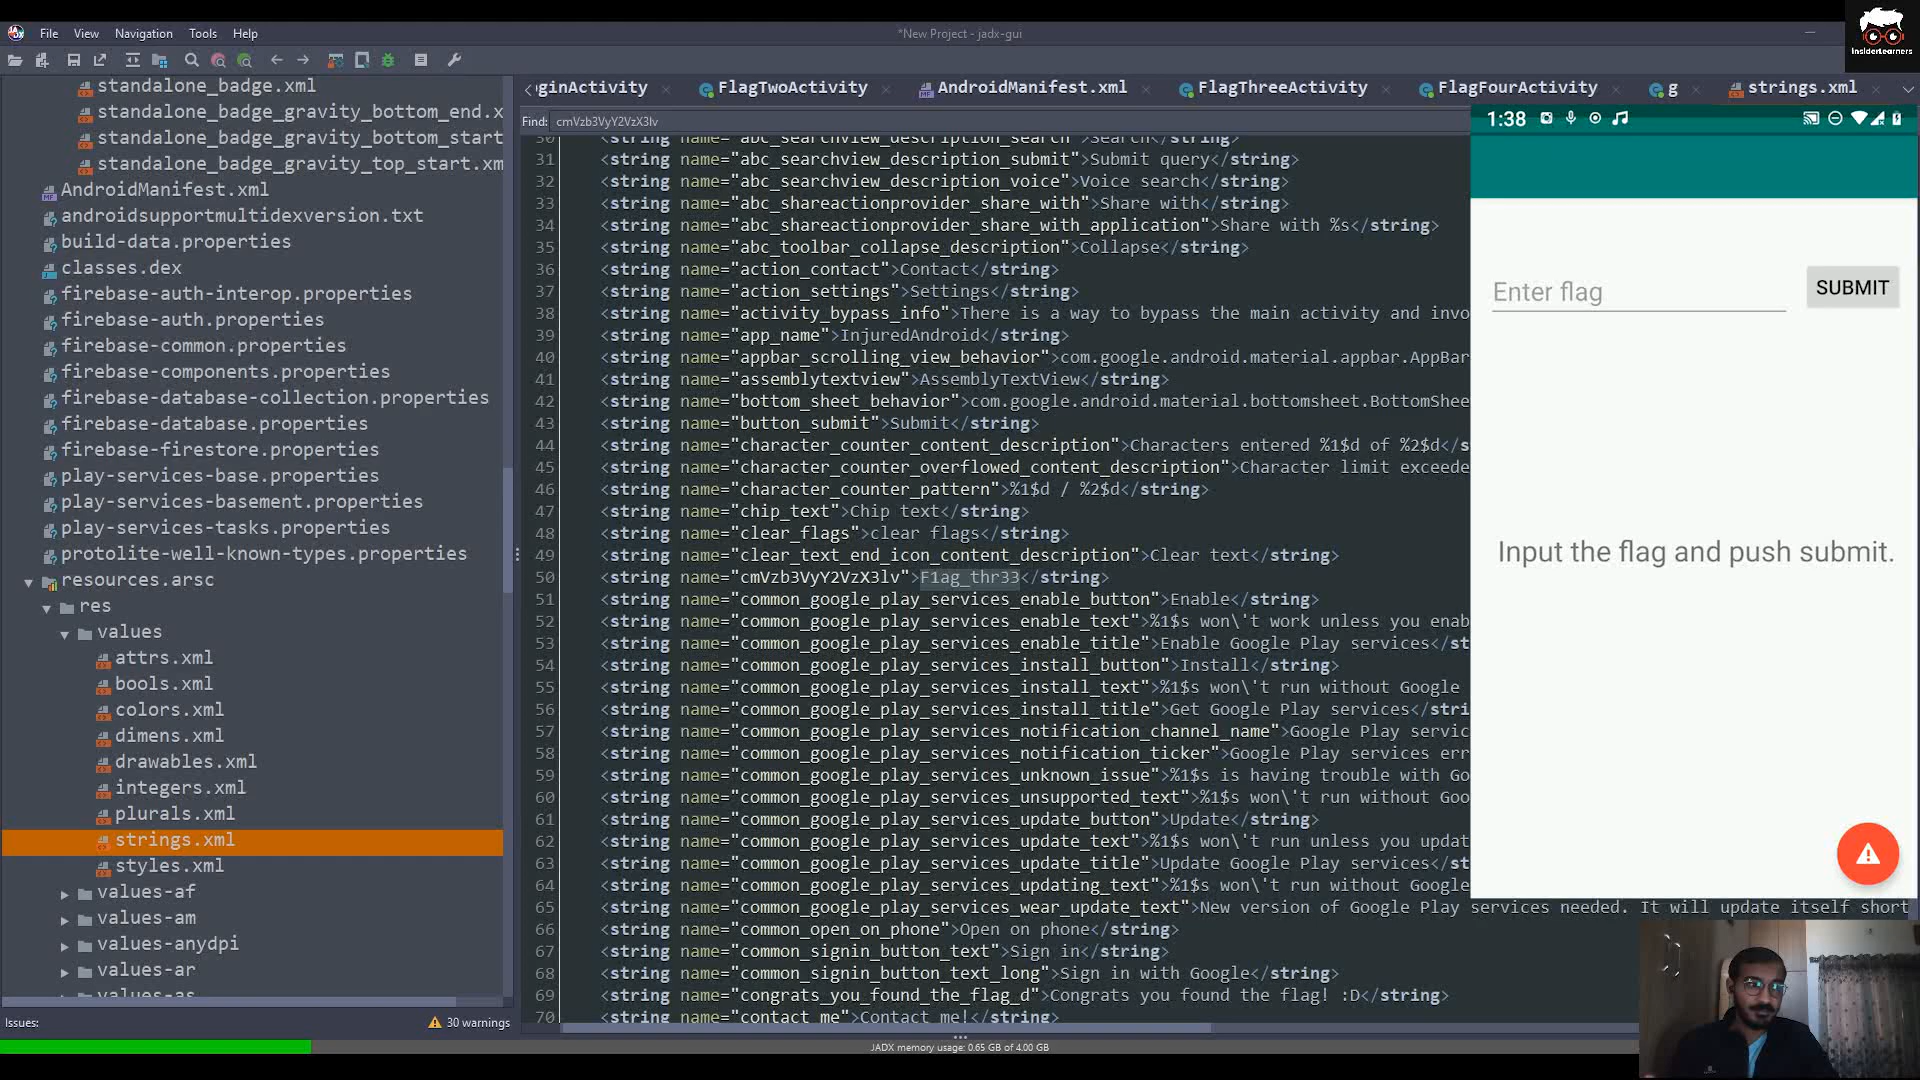 File View Navigation Tools Help
*New Project - jadx-gui
InsiderLearners
standalone_badge.xml
standalone_badge_gravity_bottom_end.x
standalone_badge_gravity_bottom_start
standalone_badge_gravity_top_start.xm
AndroidManifest.xml
androidsupportmultidexversion.txt
build-data.properties
classes.dex
firebase-auth-interop.properties
firebase-auth.properties
firebase-common.properties
firebase-components.properties
firebase-database-collection.properties
firebase-database.properties
firebase-firestore.properties
play-services-base.properties
play-services-basement.properties
play-services-tasks.properties
protolite-well-known-types.properties
resources.arsc
res
values
attrs.xml
bools.xml
colors.xml
dimens.xml
drawables.xml
integers.xml
plurals.xml
strings.xml
styles.xml
values-af
values-am
values-anydpi
values-ar
values-as
Issues: 30 warnings
ginActivity FlagTwoActivity AndroidManifest.xml FlagThreeActivity FlagFourActivity g strings.xml
Find: cmVzb3VyY2VzX3lv
30 <string name="abc_searchview_description_search">Search</string>
31 <string name="abc_searchview_description_submit">Submit query</string>
32 <string name="abc_searchview_description_voice">Voice search</string>
33 <string name="abc_shareactionprovider_share_with">Share with</string>
34 <string name="abc_shareactionprovider_share_with_application">Share with %s</string>
35 <string name="abc_toolbar_collapse_description">Collapse</string>
36 <string name="action_contact">Contact</string>
37 <string name="action_settings">Settings</string>
38 <string name="activity_bypass_info">There is a way to bypass the main activity and invo
39 <string name="app_name">InjuredAndroid</string>
40 <string name="appbar_scrolling_view_behavior">com.google.android.material.appbar.AppBar
41 <string name="assemblytextview">AssemblyTextView</string>
42 <string name="bottom_sheet_behavior">com.google.android.material.bottomsheet.BottomShee
43 <string name="button_submit">Submit</string>
44 <string name="character_counter_content_description">Characters entered %1$d of %2$d</s
45 <string name="character_counter_overflowed_content_description">Character limit exceede
46 <string name="character_counter_pattern">%1$d / %2$d</string>
47 <string name="chip_text">Chip text</string>
48 <string name="clear_flags">clear flags</string>
49 <string name="clear_text_end_icon_content_description">Clear text</string>
50 <string name="cmVzb3VyY2VzX3lv">F1ag_thr33</string>
51 <string name="common_google_play_services_enable_button">Enable</string>
52 <string name="common_google_play_services_enable_text">%1$s won\'t work unless you enab
53 <string name="common_google_play_services_enable_title">Enable Google Play services</st
54 <string name="common_google_play_services_install_button">Install</string>
55 <string name="common_google_play_services_install_text">%1$s won\'t run without Google
56 <string name="common_google_play_services_install_title">Get Google Play services</stri
57 <string name="common_google_play_services_notification_channel_name">Google Play servic
58 <string name="common_google_play_services_notification_ticker">Google Play services err
59 <string name="common_google_play_services_unknown_issue">%1$s is having trouble with Go
60 <string name="common_google_play_services_unsupported_text">%1$s won\'t run without Goo
61 <string name="common_google_play_services_update_button">Update</string>
62 <string name="common_google_play_services_update_text">%1$s won\'t run unless you updat
63 <string name="common_google_play_services_update_title">Update Google Play services</st
64 <string name="common_google_play_services_updating_text">%1$s won\'t run without Google
65 <string name="common_google_play_services_wear_update_text">New version of Google Play services needed. It will update itself short
66 <string name="common_open_on_phone">Open on phone</string>
67 <string name="common_signin_button_text">Sign in</string>
68 <string name="common_signin_button_text_long">Sign in with Google</string>
69 <string name="congrats_you_found_the_flag_d">Congrats you found the flag! :D</string>
70 <string name="contact_me">Contact me!</string>
1:38
Enter flag
SUBMIT
Input the flag and push submit.
JADX memory usage: 0.65 GB of 4.00 GB